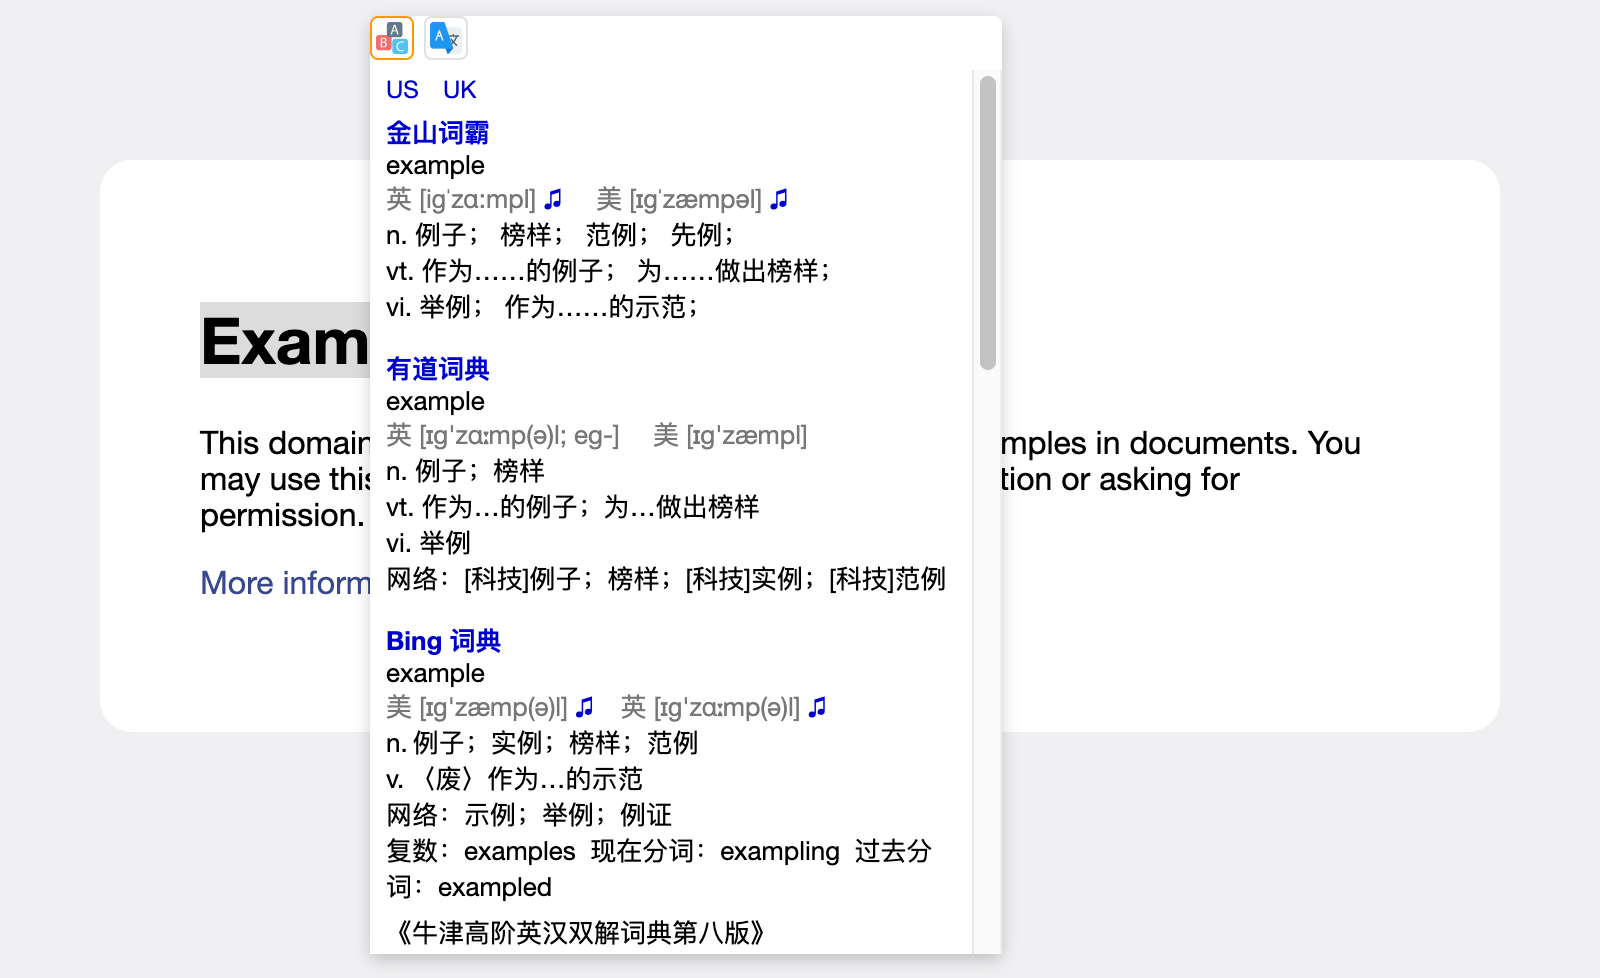 A
B C
A 文
US UK
金山词霸
example
英 [igˈzɑ:mpl] ♫ 美 [ɪgˈzæmpəl] ♫
n. 例子； 榜样； 范例； 先例；
vt. 作为……的例子； 为……做出榜样；
vi. 举例； 作为……的示范；
有道词典
example
英 [ɪg'zɑːmp(ə)l; eg-] 美 [ɪg'zæmpl]
n. 例子；榜样
vt. 作为…的例子；为…做出榜样
vi. 举例
网络：[科技]例子；榜样；[科技]实例；[科技]范例
Bing 词典
example
美 [ɪg'zæmp(ə)l] ♫ 英 [ɪg'zɑːmp(ə)l] ♫
n. 例子；实例；榜样；范例
v. 〈废〉作为…的示范
网络：示例；举例；例证
复数：examples 现在分词：exampling 过去分
词：exampled
《牛津高阶英汉双解词典第八版》
Exam
This domain mples in documents. You
may use this tion or asking for
permission.
More inform